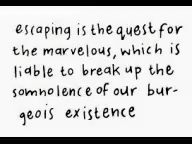 escaping is the quest for
the marvelous, which is
liable to break up the
somnolence of our bur-
geois existence